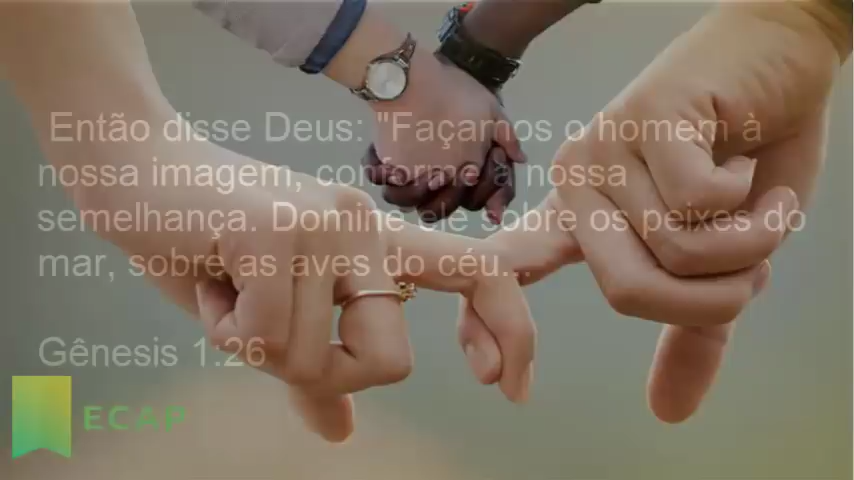 Então disse Deus: "Façamos o homem à
nossa imagem, conforme a nossa
semelhança. Domine ele sobre os peixes do
mar, sobre as aves do céu...
Gênesis 1.26
ECAP